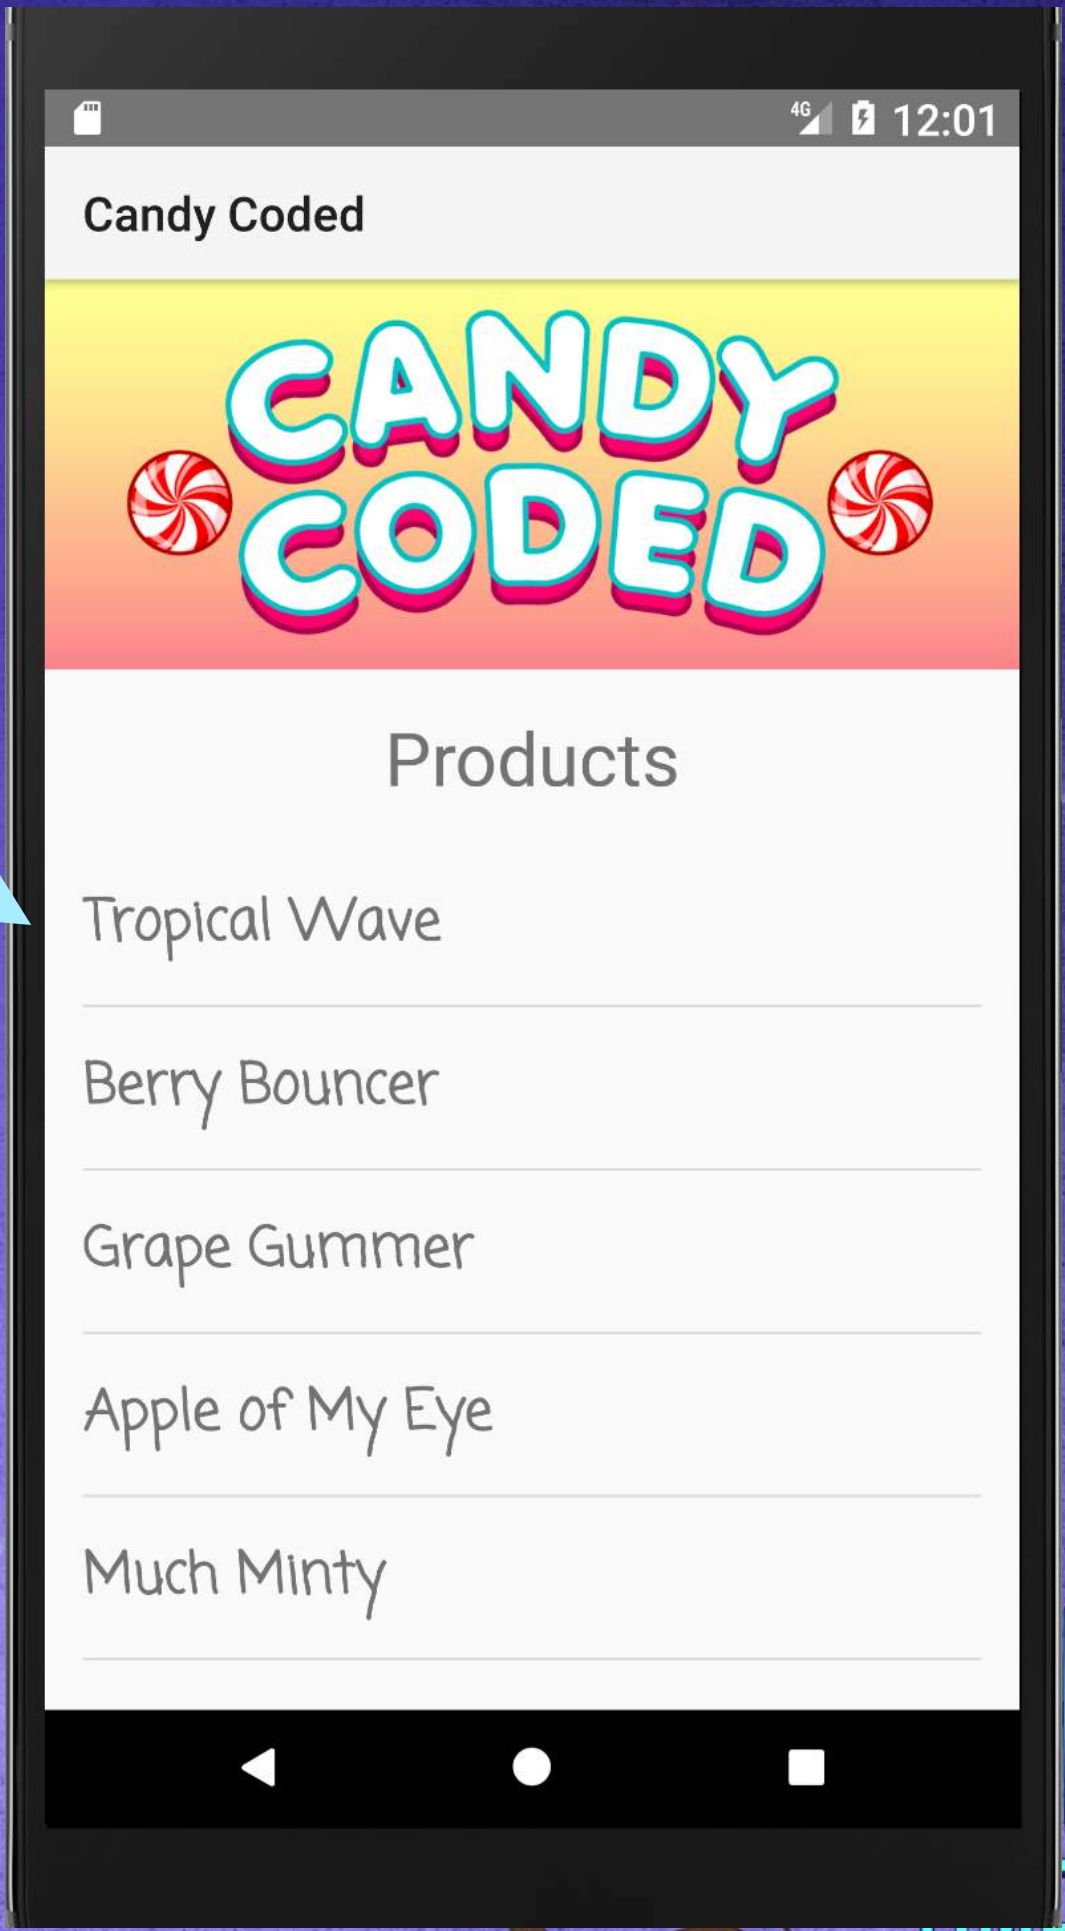 4G 12:01
Candy Coded
CANDY
CODED
Products
Tropical Wave
Berry Bouncer
Grape Gummer
Apple of My Eye
Much Minty